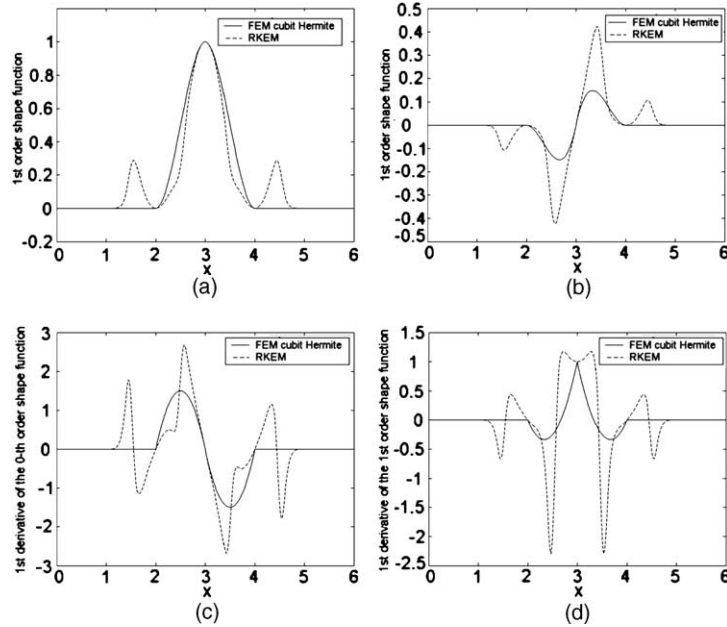 FEM cubit Hermite
RKEM
1st order shape function
1
0.8
0.6
0.4
0.2
0
-0.2
0 1 2 3 4 5 6
X
(a)
FEM cubit Hermite
RKEM
1st order shape function
0.5
0.4
0.3
0.2
0.1
0
-0.1
-0.2
-0.3
-0.4
-0.5
0 1 2 3 4 5 6
X
(b)
FEM cubit Hermite
RKEM
1st derivative of the 0-th order shape function
3
2
1
0
-1
-2
-3
0 1 2 3 4 5 6
X
(c)
FEM cubit Hermite
RKEM
1st derivative of the 1st order shape function
1.5
1
0.5
0
-0.5
-1
-1.5
-2
-2.5
0 1 2 3 4 5 6
X
(d)